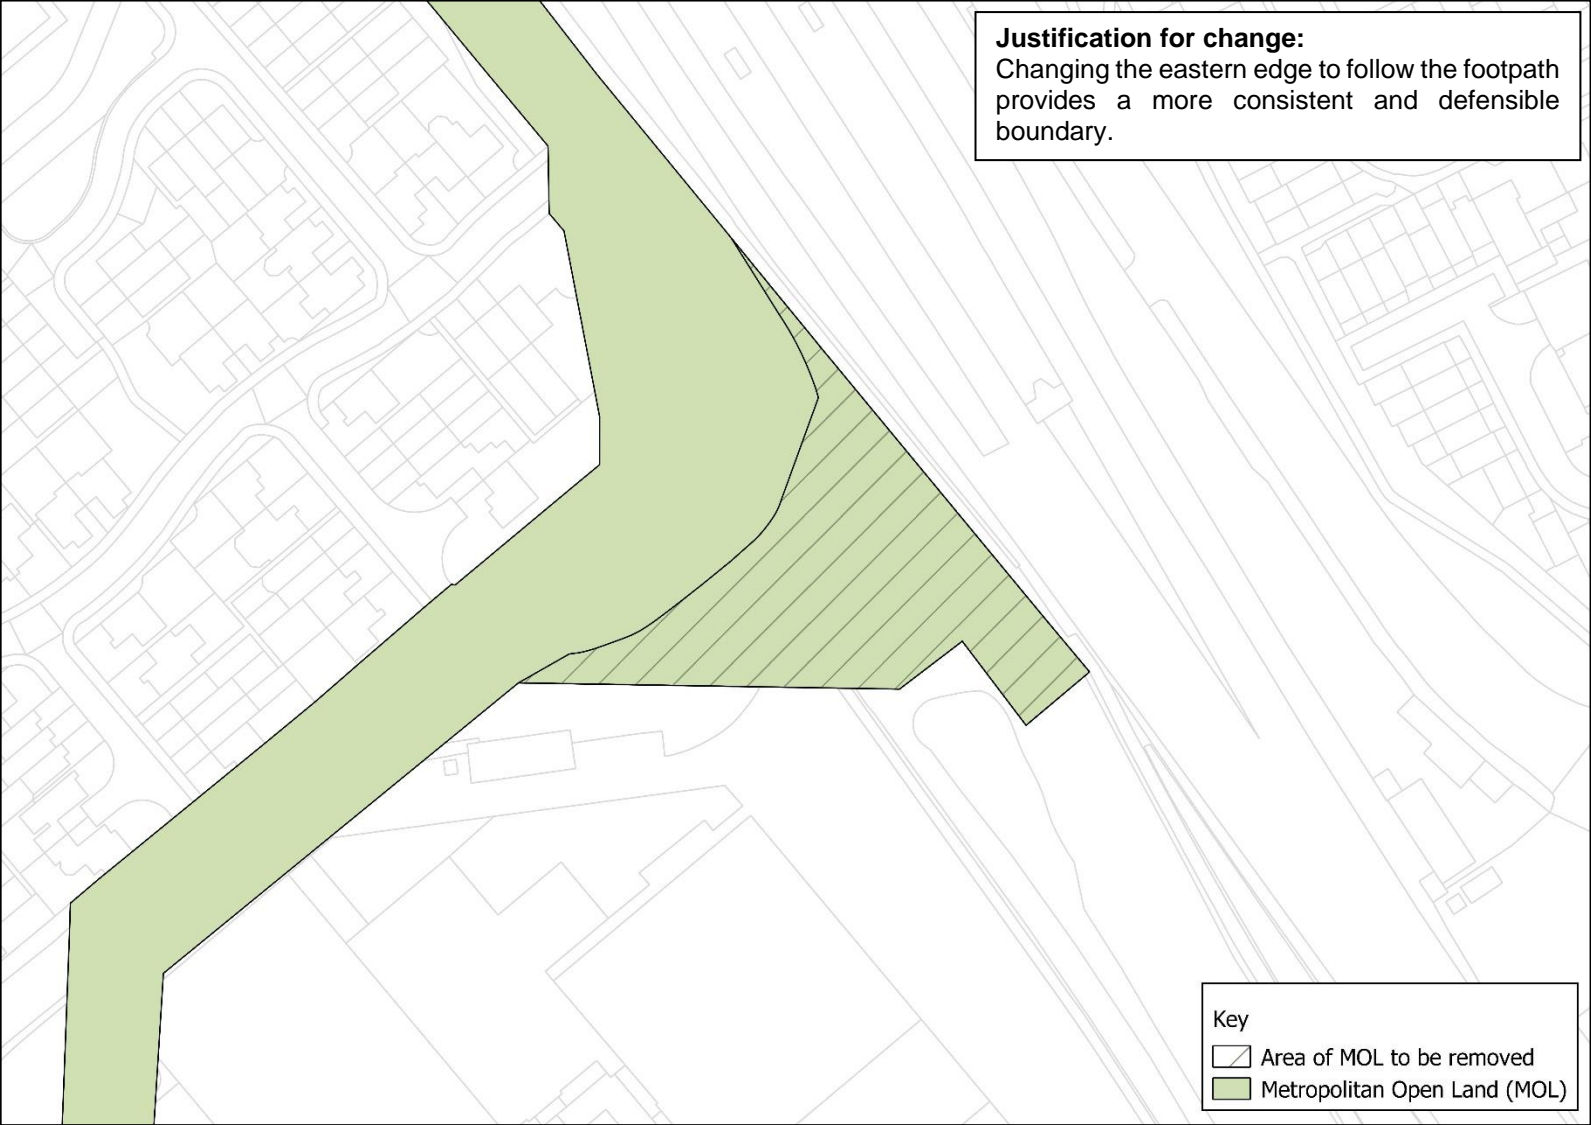 Justification for change:
Changing the eastern edge to follow the footpath
provides a more consistent and defensible
boundary.
Key
Area of MOL to be removed
Metropolitan Open Land (MOL)